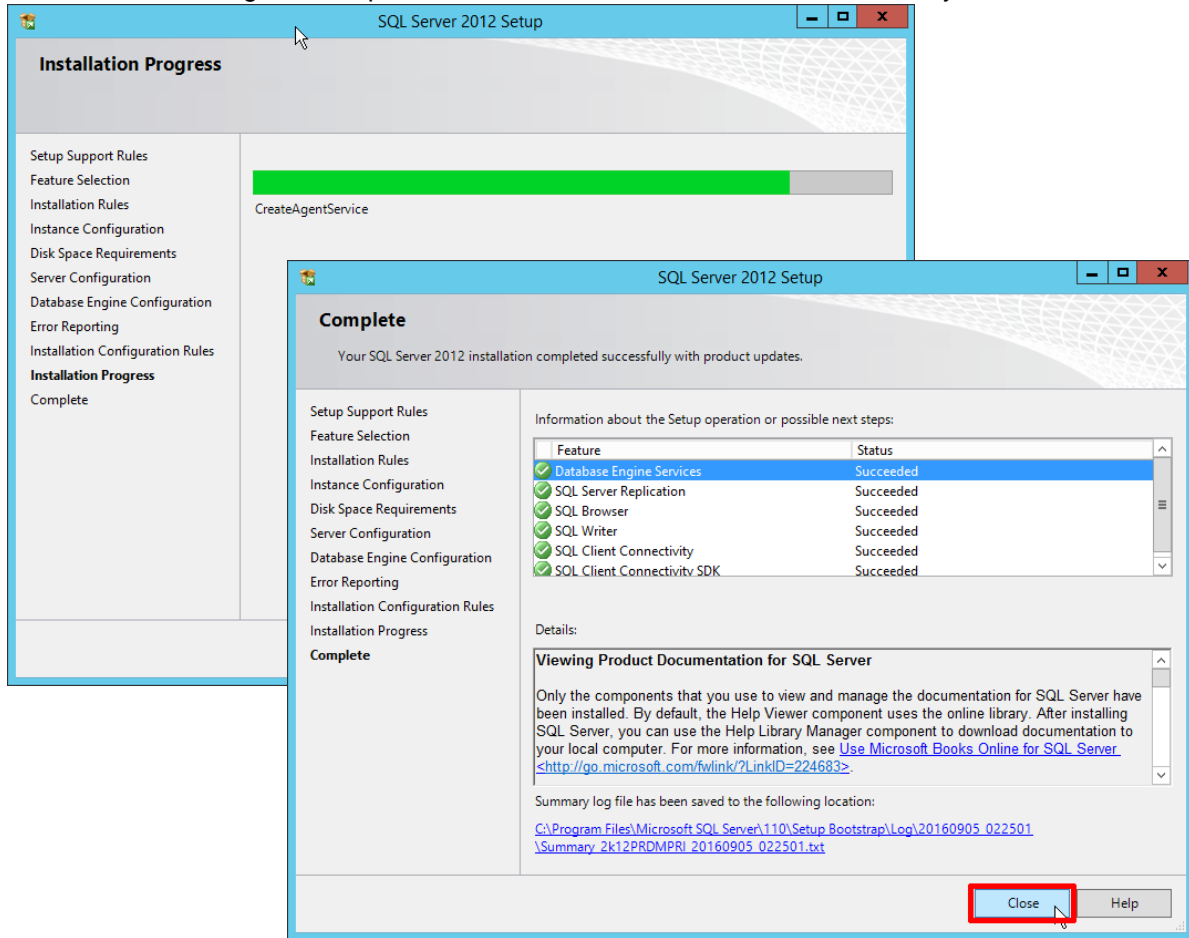 SQL Server 2012 Setup
Installation Progress
Setup Support Rules
Feature Selection
Installation Rules
Instance Configuration
Disk Space Requirements
Server Configuration
Database Engine Configuration
Error Reporting
Installation Configuration Rules
Installation Progress
Complete
CreateAgentService
SQL Server 2012 Setup
Complete
Your SQL Server 2012 installation completed successfully with product updates.
Setup Support Rules
Feature Selection
Installation Rules
Instance Configuration
Disk Space Requirements
Server Configuration
Database Engine Configuration
Error Reporting
Installation Configuration Rules
Installation Progress
Complete
Information about the Setup operation or possible next steps:
Feature Status
Database Engine Services Succeeded
SQL Server Replication Succeeded
SQL Browser Succeeded
SQL Writer Succeeded
SQL Client Connectivity Succeeded
SQL Client Connectivity SDK Succeeded
Details:
Viewing Product Documentation for SQL Server
Only the components that you use to view and manage the documentation for SQL Server have
been installed. By default, the Help Viewer component uses the online library. After installing
SQL Server, you can use the Help Library Manager component to download documentation to
your local computer. For more information, see Use Microsoft Books Online for SQL Server
<http://go.microsoft.com/fwlink/?LinkID=224683>.
Summary log file has been saved to the following location:
C:\Program Files\Microsoft SQL Server\110\Setup Bootstrap\Log\20160905_022501
\Summary_2k12PRDMPRI_20160905_022501.txt
Close Help